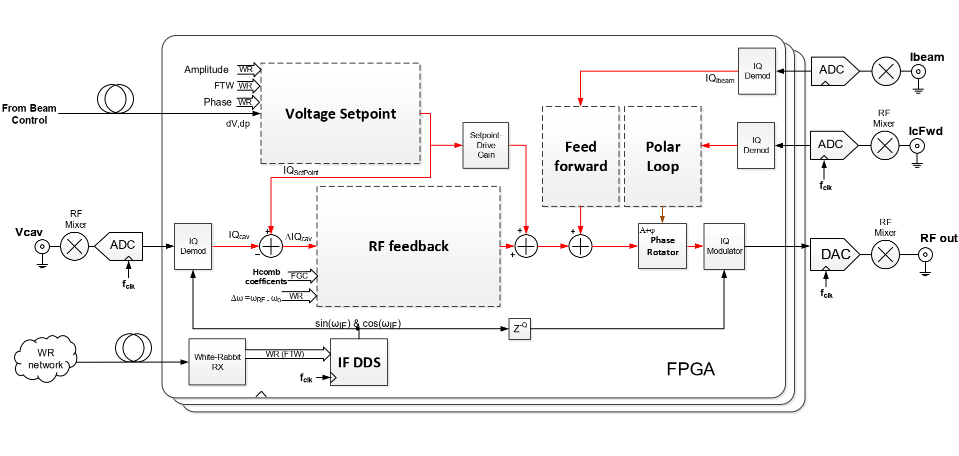 Amplitude WR
FTW WR
Phase WR
dV,dp
From Beam
Control
Voltage Setpoint
IQSetPoint
Setpoint-
Drive
Gain
IQ
Demod
IQIbeam
ADC
Ibeam
Feed
forward
Polar
Loop
IQ
Demod
ADC
fclk
RF
Mixer
IcFwd
Vcav
RF
Mixer
ADC
fclk
IQ
Demod
IQcav
+
−
ΔIQcav
RF feedback
Hcomb
coefficents
FGC
Δω =ωRF - ω0
WR
+
+
+
A+φ
Phase
Rotator
IQ
Modulator
DAC
fclk
RF
Mixer
RF out
sin(ωIF) & cos(ωIF)
Z-Q
WR
network
White-Rabbit
RX
WR (FTW)
fclk
IF DDS
FPGA